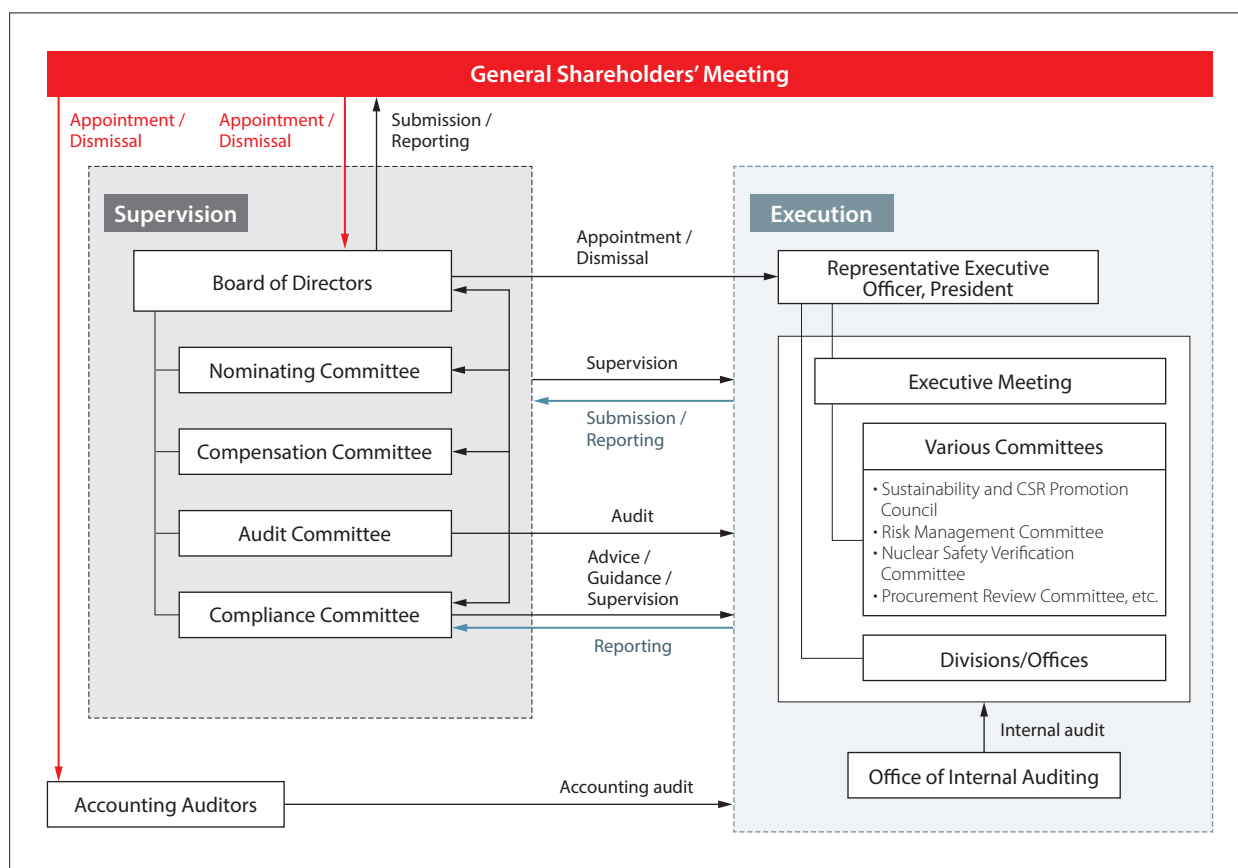 General Shareholders' Meeting
Appointment /
Dismissal
Appointment /
Dismissal
Submission /
Reporting
Supervision
Board of Directors
Nominating Committee
Compensation Committee
Audit Committee
Compliance Committee
Accounting Auditors
Appointment /
Dismissal
Supervision
Submission /
Reporting
Audit
Advice /
Guidance /
Supervision
Reporting
Accounting audit
Execution
Representative Executive
Officer, President
Executive Meeting
Various Committees
• Sustainability and CSR Promotion
Council
• Risk Management Committee
• Nuclear Safety Verification
Committee
• Procurement Review Committee, etc.
Divisions/Offices
Internal audit
Office of Internal Auditing